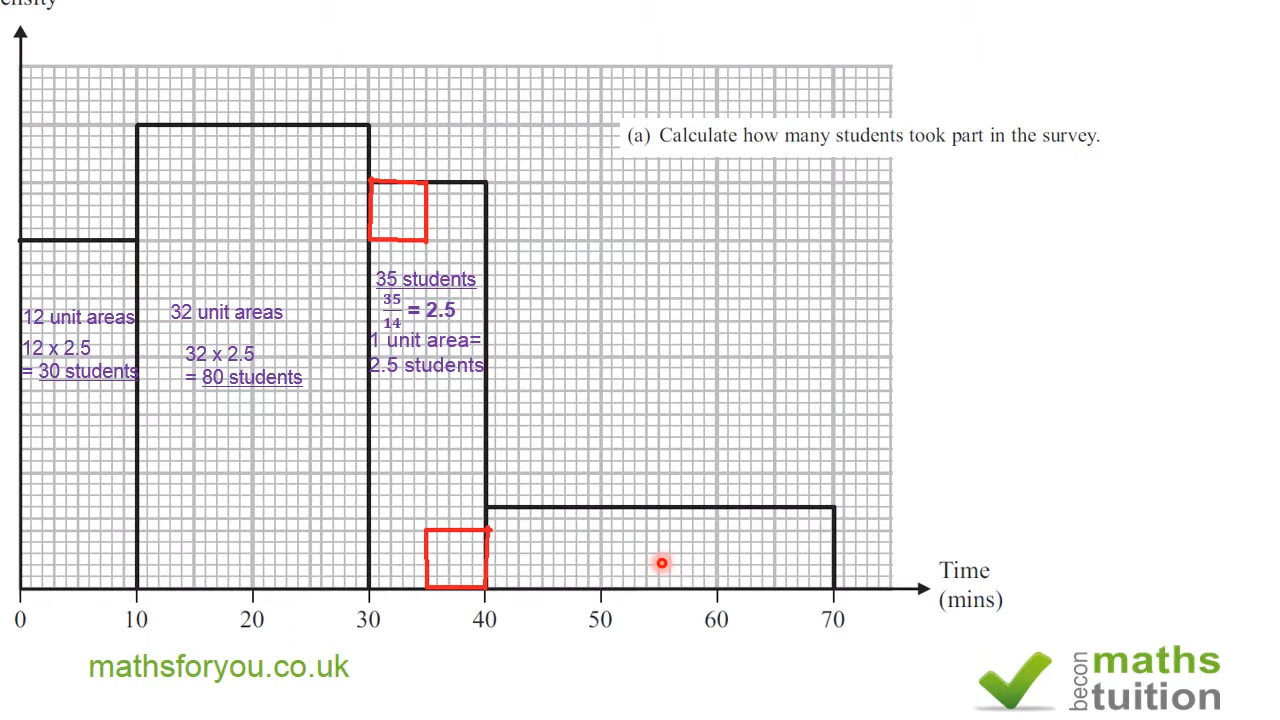 ensity
(a) Calculate how many students took part in the survey.
12 unit areas
12 x 2.5
= 30 students
32 unit areas
32 x 2.5
= 80 students
35 students
35
14
= 2.5
1 unit area=
2.5 students
Time
(mins)
0 10 20 30 40 50 60 70
mathsforyou.co.uk
becon
maths
tuition